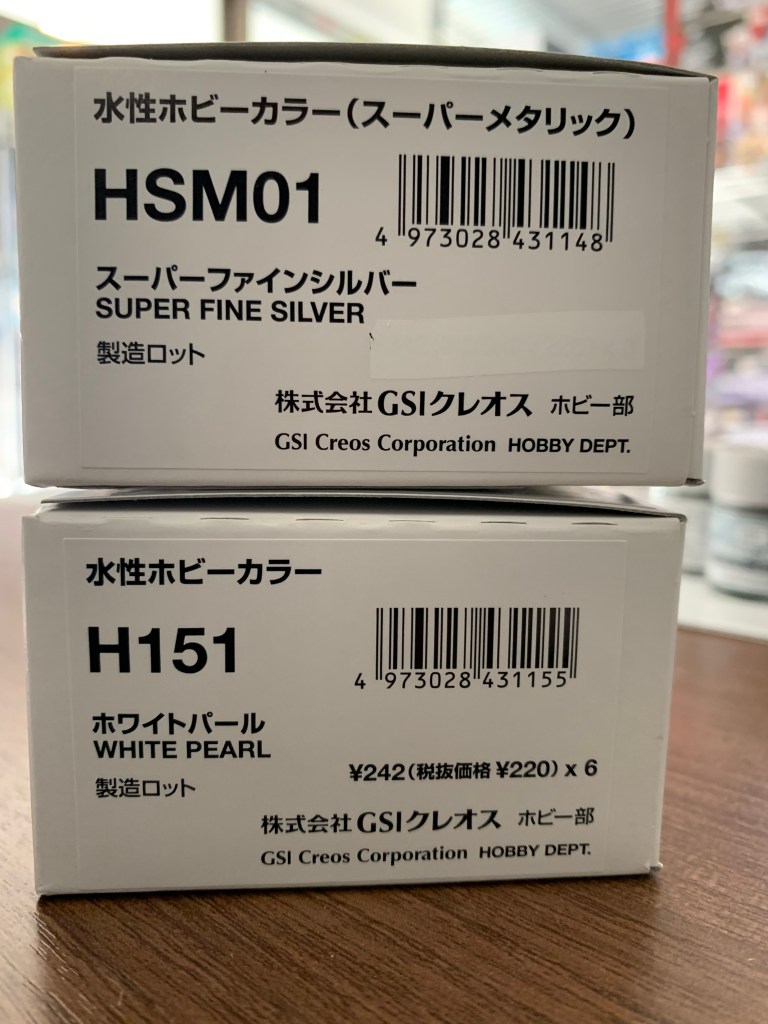 水性ホビーカラー（スーパーメタリック）
HSM01
4 973028 431148
スーパーファインシルバー
SUPER FINE SILVER
製造ロット
株式会社GSIクレオス ホビー部
GSI Creos Corporation HOBBY DEPT.
水性ホビーカラー
H151
4 973028 431155
ホワイトパール
WHITE PEARL
¥242（税抜価格 ¥220）x 6
製造ロット
株式会社GSIクレオス ホビー部
GSI Creos Corporation HOBBY DEPT.